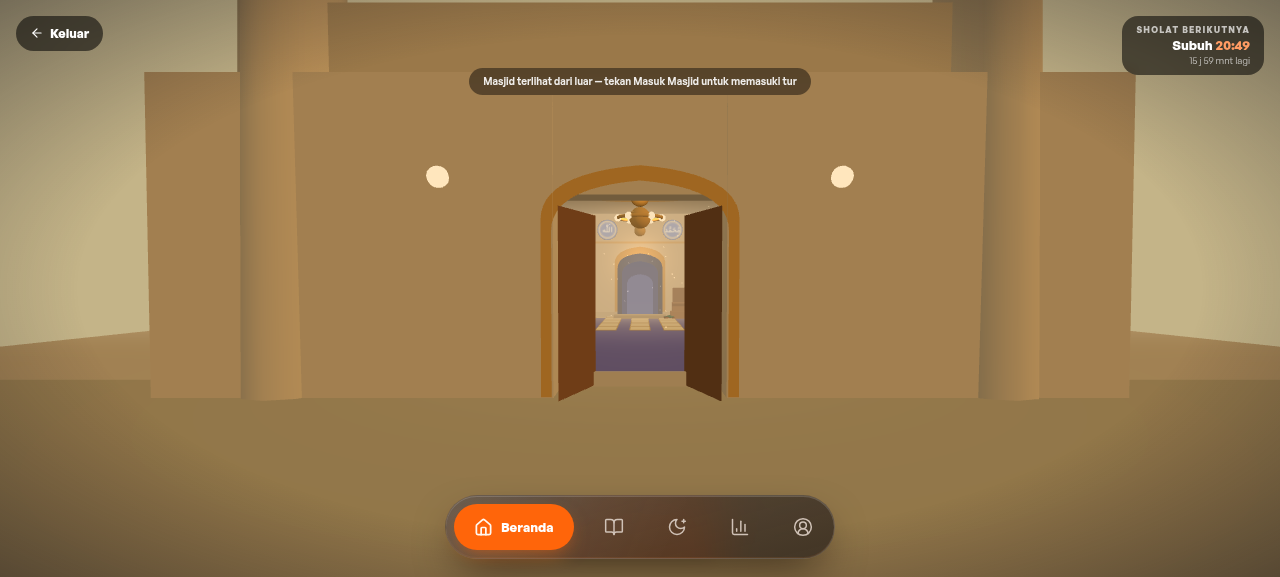 Keluar
SHOLAT BERIKUTNYA
Subuh 20:49
15 j 59 mnt lagi
Masjid terlihat dari luar — tekan Masuk Masjid untuk memasuki tur
Beranda